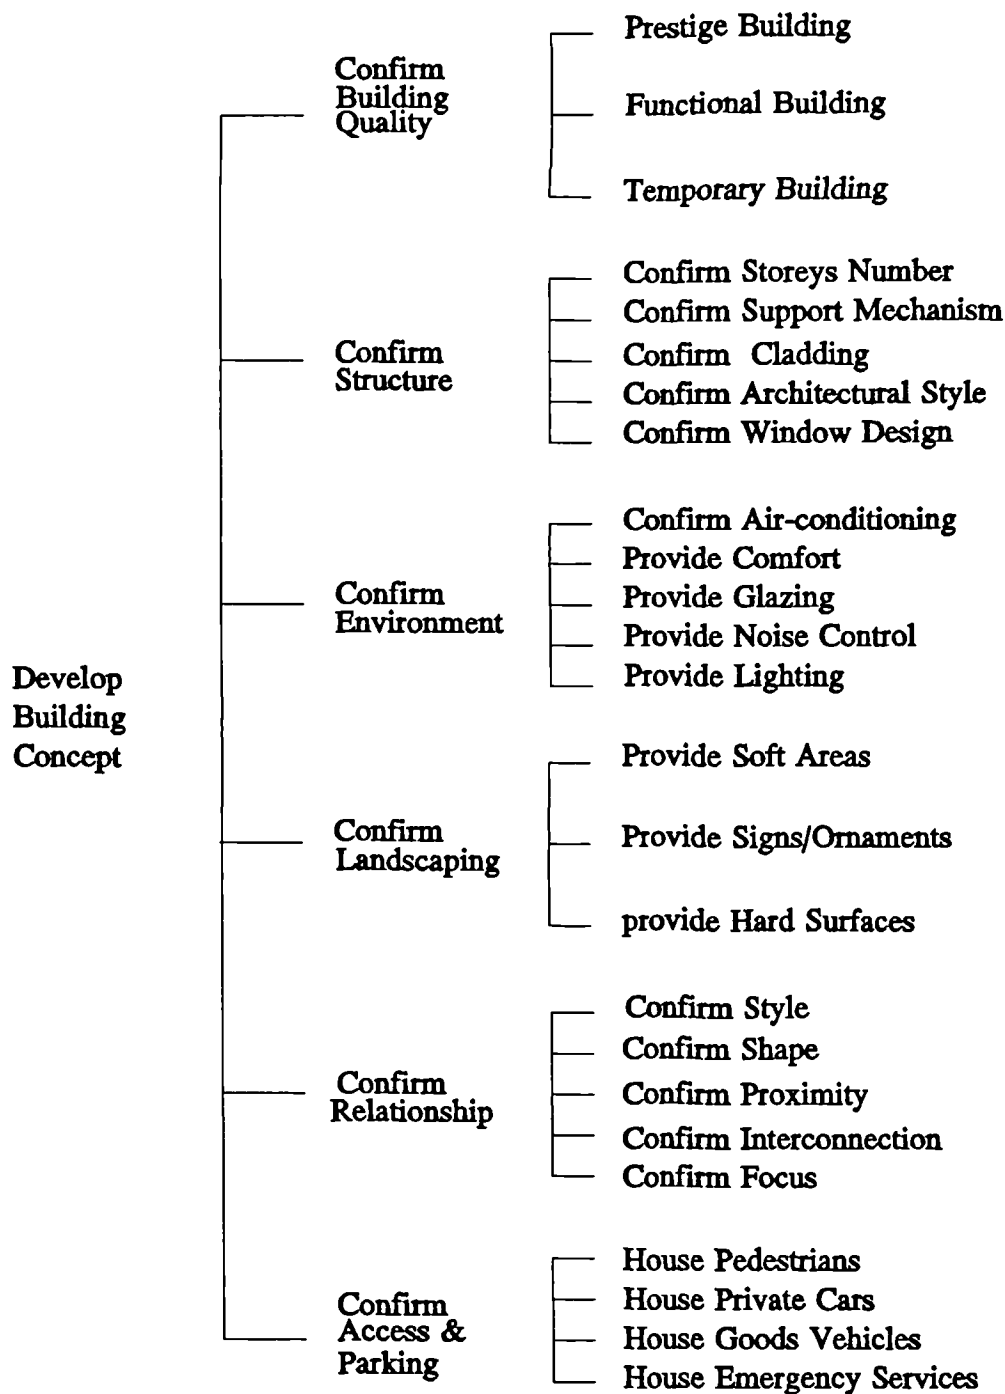 Develop
Building
Concept
Confirm
Building
Quality
Prestige Building
Functional Building
Temporary Building
Confirm
Structure
Confirm Storeys Number
Confirm Support Mechanism
Confirm Cladding
Confirm Architectural Style
Confirm Window Design
Confirm
Environment
Confirm Air-conditioning
Provide Comfort
Provide Glazing
Provide Noise Control
Provide Lighting
Confirm
Landscaping
Provide Soft Areas
Provide Signs/Ornaments
provide Hard Surfaces
Confirm
Relationship
Confirm Style
Confirm Shape
Confirm Proximity
Confirm Interconnection
Confirm Focus
Confirm
Access &
Parking
House Pedestrians
House Private Cars
House Goods Vehicles
House Emergency Services